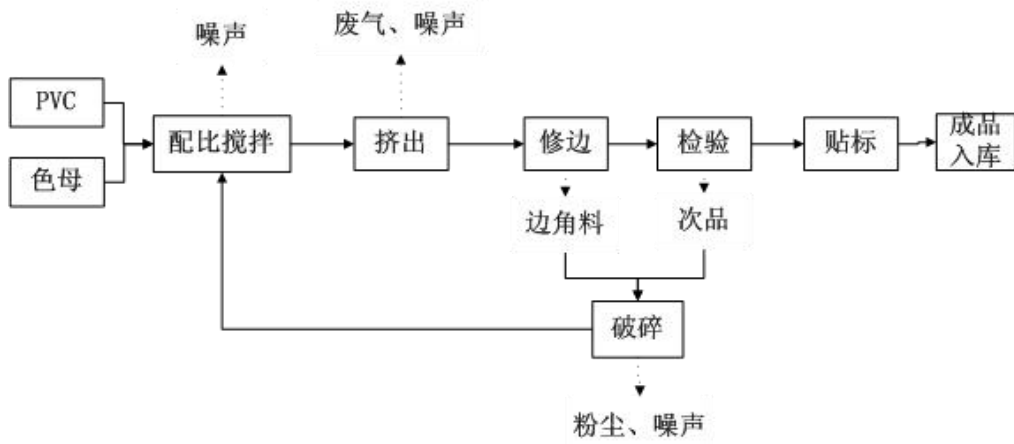 噪声
废气、噪声
PVC
色母
配比搅拌
挤出
修边
检验
贴标
成品
入库
边角料
次品
破碎
粉尘、噪声